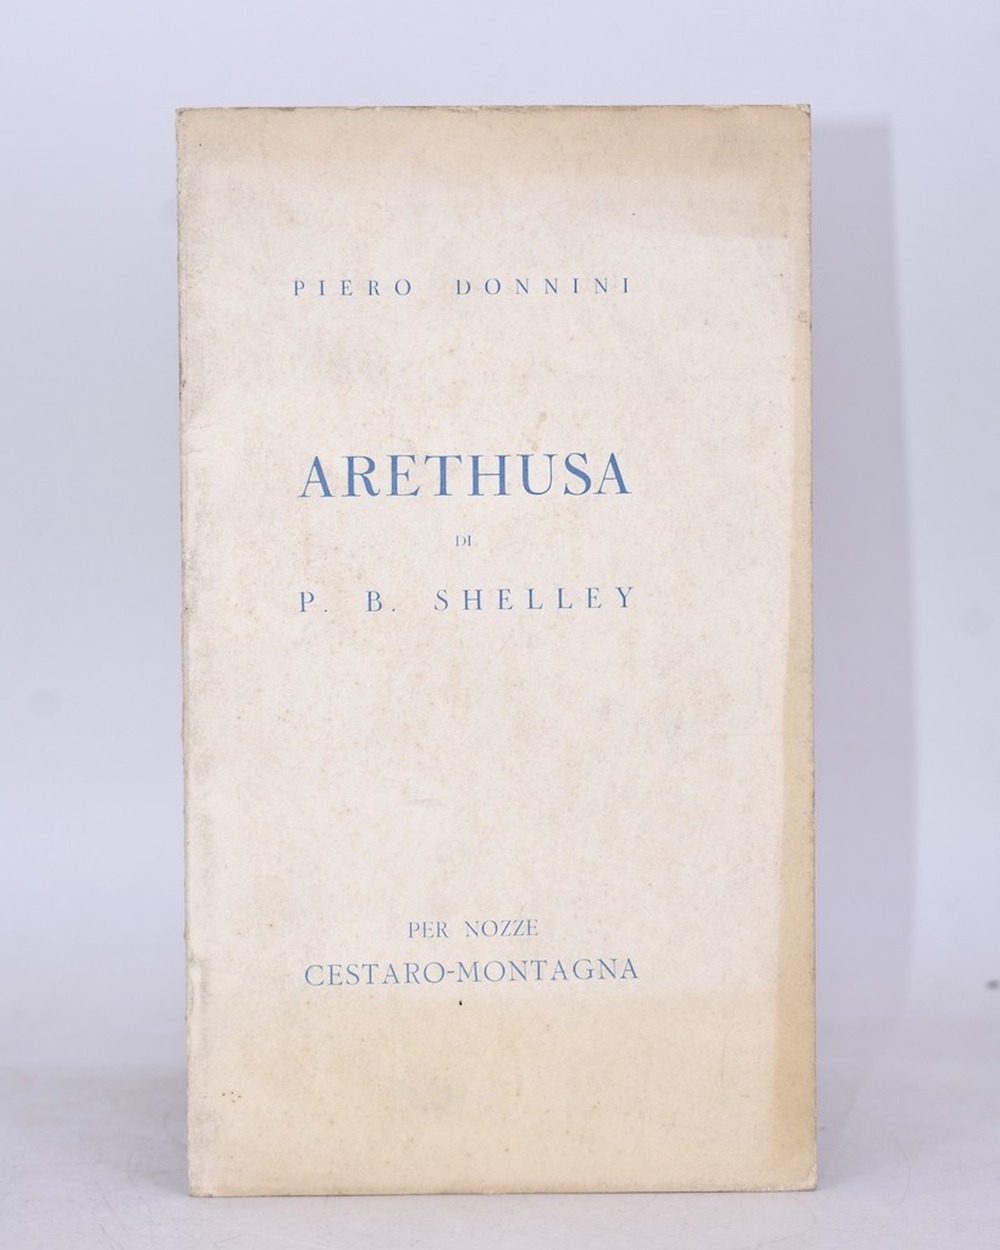 PIERO DONNINI
ARETHUSA
DI
P. B. SHELLEY
PER NOZZE
CESTARO-MONTAGNA